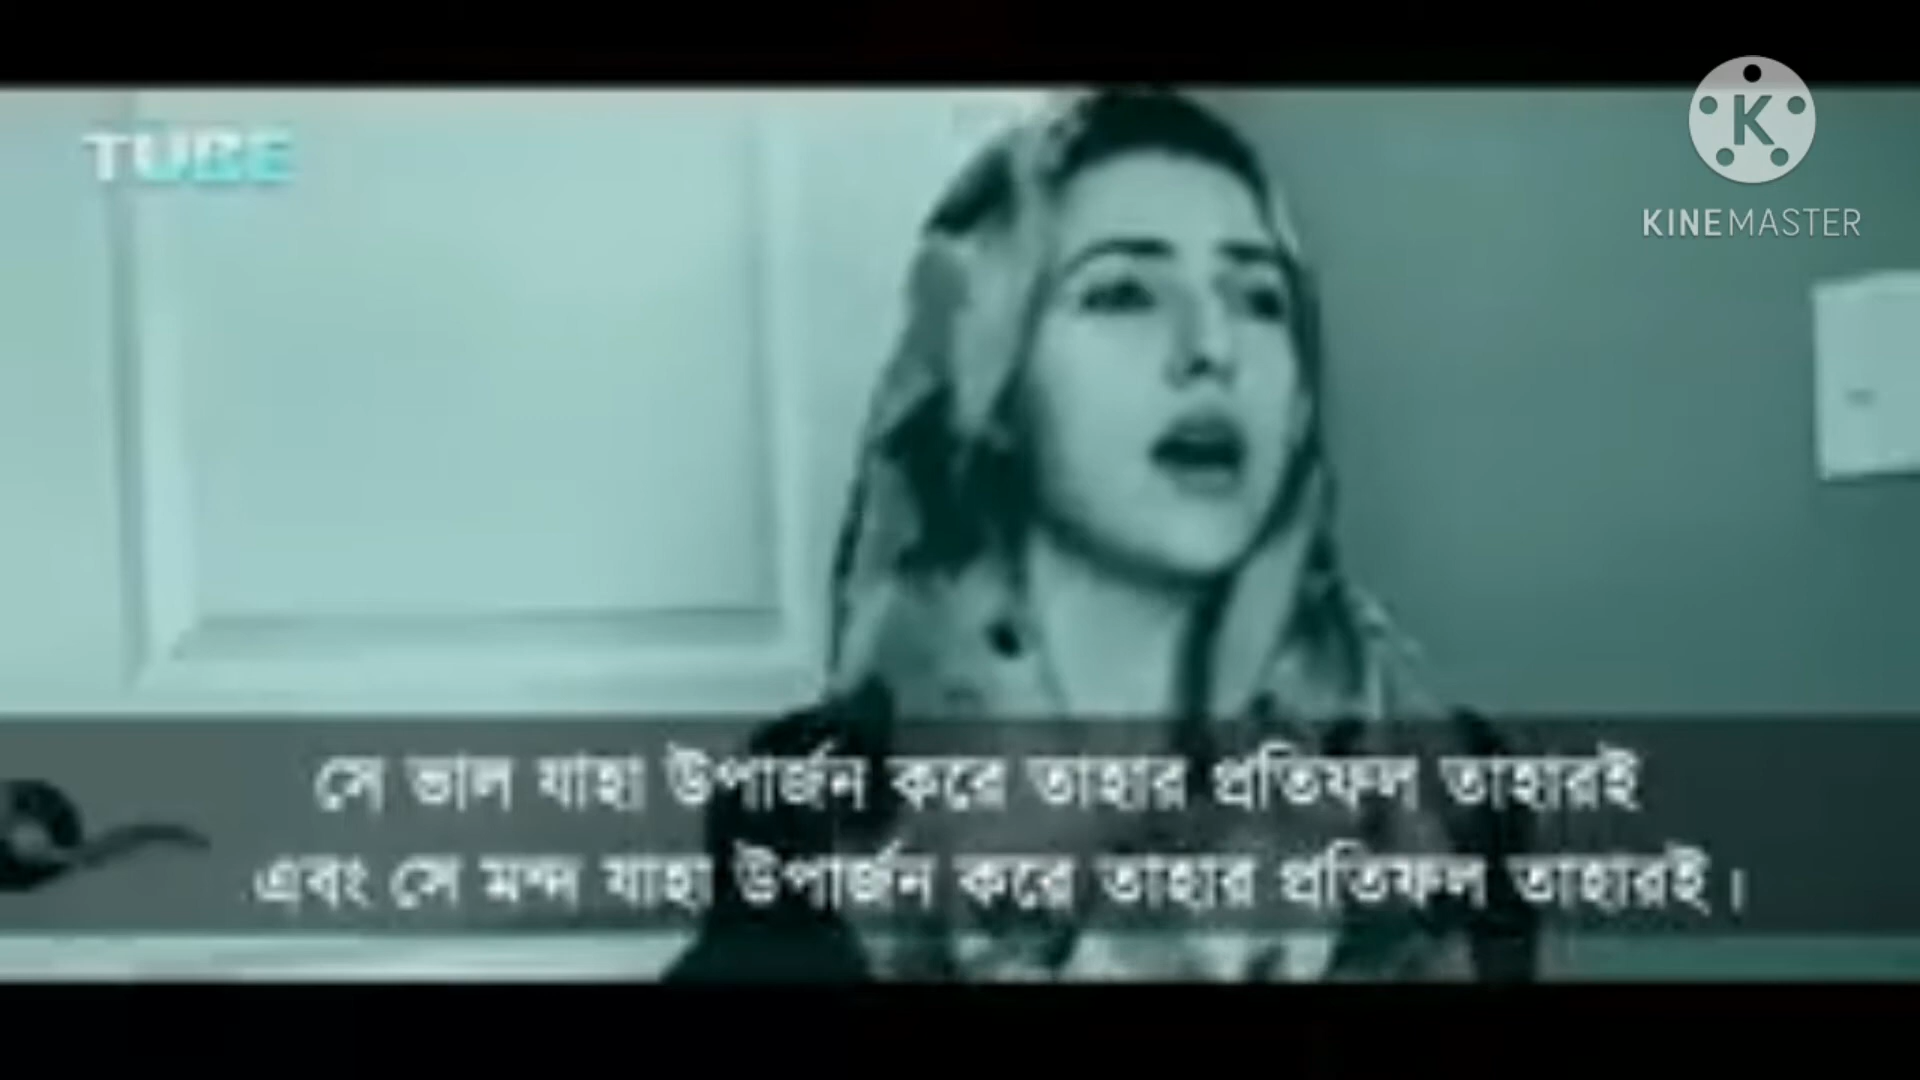 TUBE
K
KINEMASTER
সে ভাল যাহা উপার্জন করে তাহার প্রতিফল তাহারই
এবং সে মন্দ যাহা উপার্জন করে তাহার প্রতিফল তাহারই।